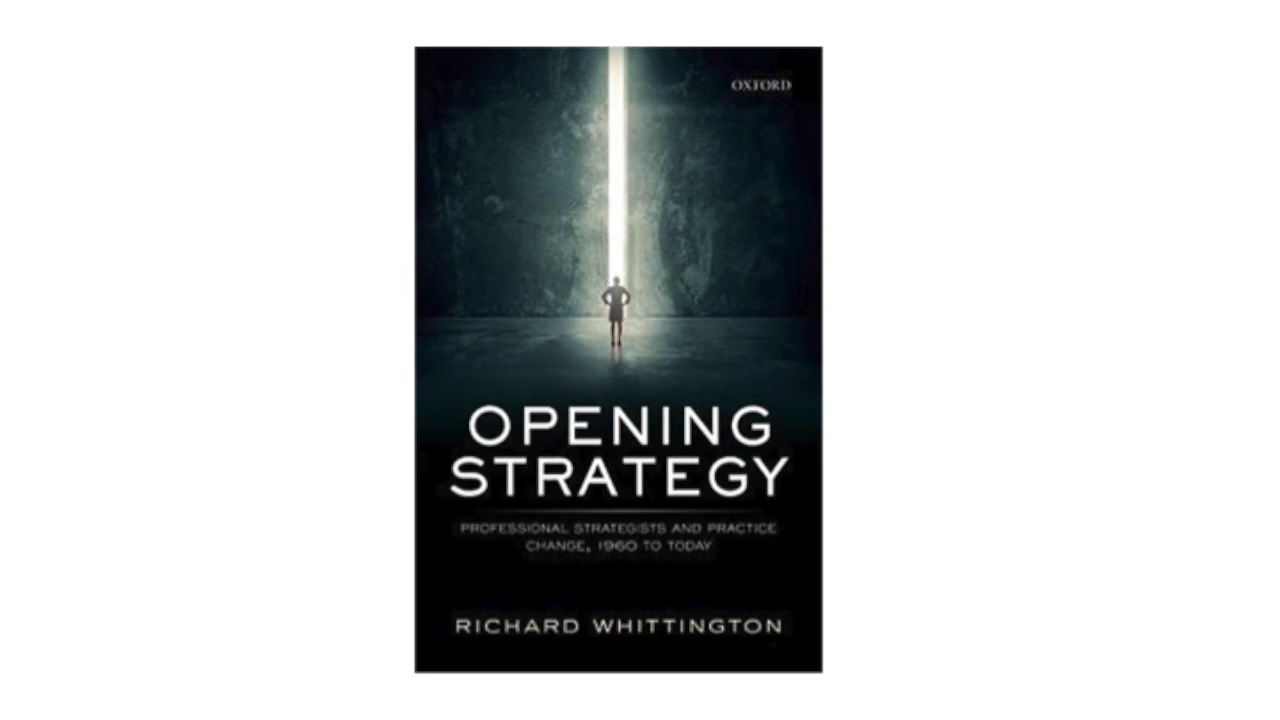 OXFORD
OPENING
STRATEGY
PROFESSIONAL STRATEGISTS AND PRACTICE
CHANGE, 1960 TO TODAY
RICHARD WHITTINGTON